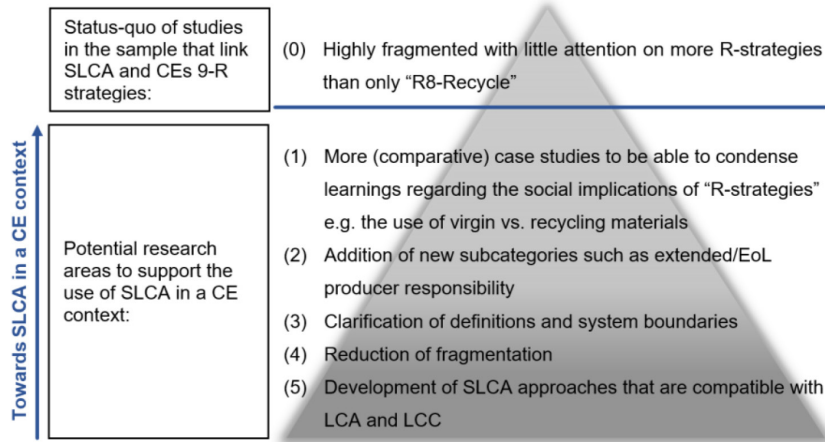 Status-quo of studies
in the sample that link
SLCA and CEs 9-R
strategies:
(0) Highly fragmented with little attention on more R-strategies
than only “R8-Recycle”
Towards SLCA in a CE context
Potential research
areas to support the
use of SLCA in a CE
context:
(1) More (comparative) case studies to be able to condense
learnings regarding the social implications of “R-strategies”
e.g. the use of virgin vs. recycling materials
(2) Addition of new subcategories such as extended/EoL
producer responsibility
(3) Clarification of definitions and system boundaries
(4) Reduction of fragmentation
(5) Development of SLCA approaches that are compatible with
LCA and LCC